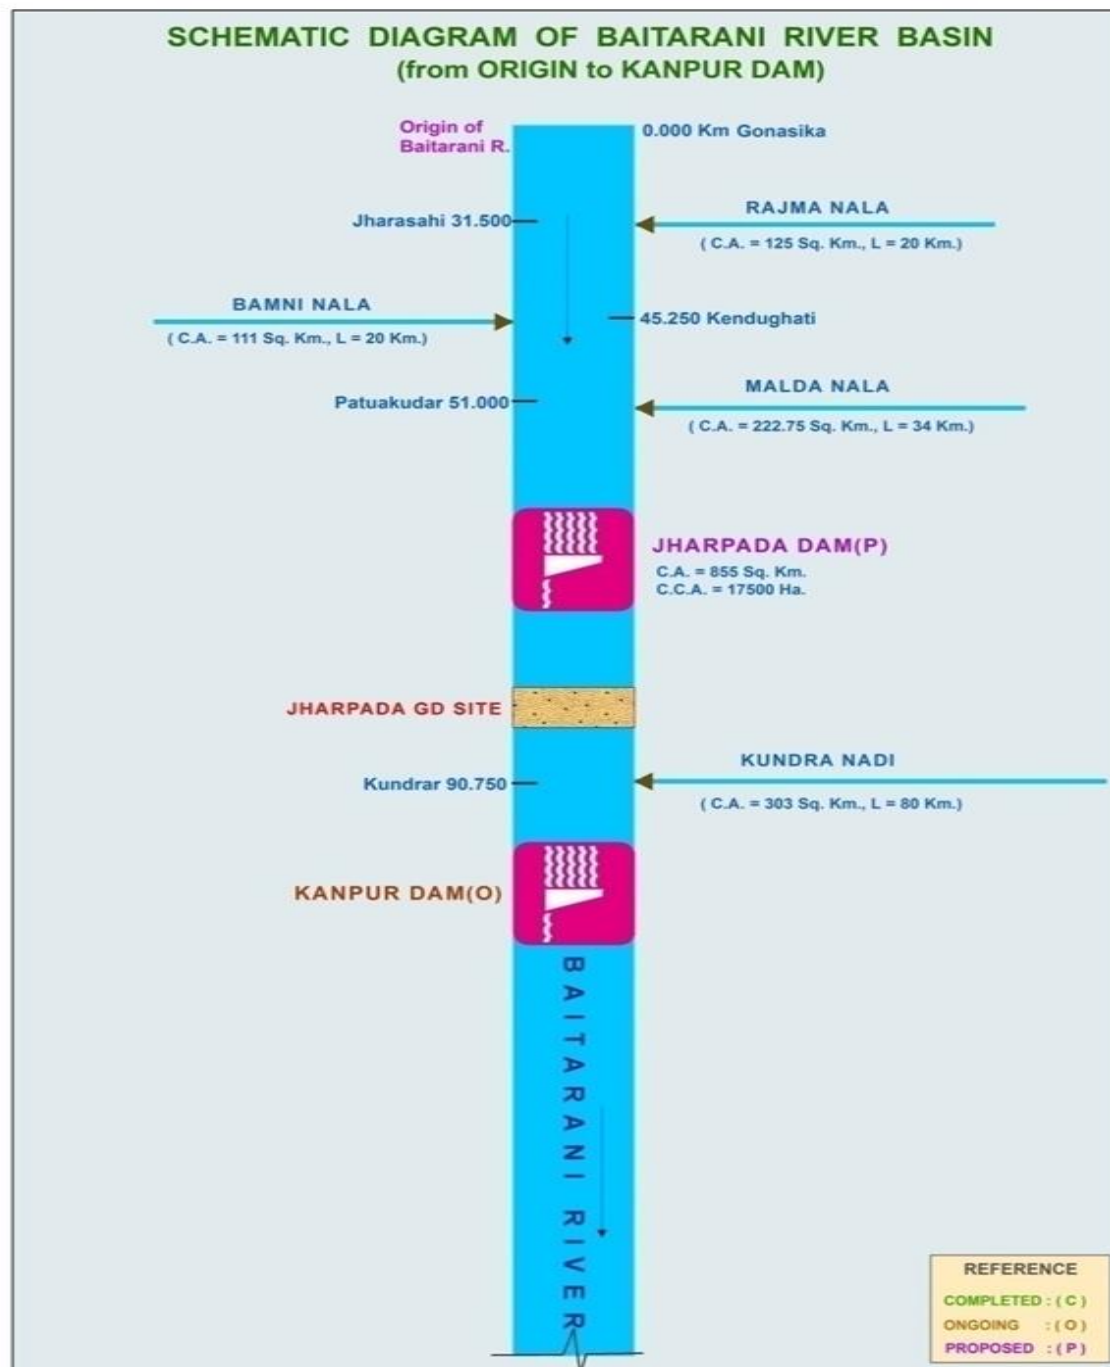 SCHEMATIC DIAGRAM OF BAITARANI RIVER BASIN
(from ORIGIN to KANPUR DAM)
Origin of
Baitarani R.
0.000 Km Gonasika
Jharasahi 31.500
RAJMA NALA
( C.A. = 125 Sq. Km., L = 20 Km.)
BAMNI NALA
( C.A. = 111 Sq. Km., L = 20 Km.)
45.250 Kendughati
Patuakudar 51.000
MALDA NALA
( C.A. = 222.75 Sq. Km., L = 34 Km.)
JHARPADA DAM(P)
C.A. = 855 Sq. Km.
C.C.A. = 17500 Ha.
JHARPADA GD SITE
Kundrar 90.750
KUNDRA NADI
( C.A. = 303 Sq. Km., L = 80 Km.)
KANPUR DAM(O)
BAITARANI RIVER
REFERENCE
COMPLETED : ( C )
ONGOING : ( O )
PROPOSED : ( P )